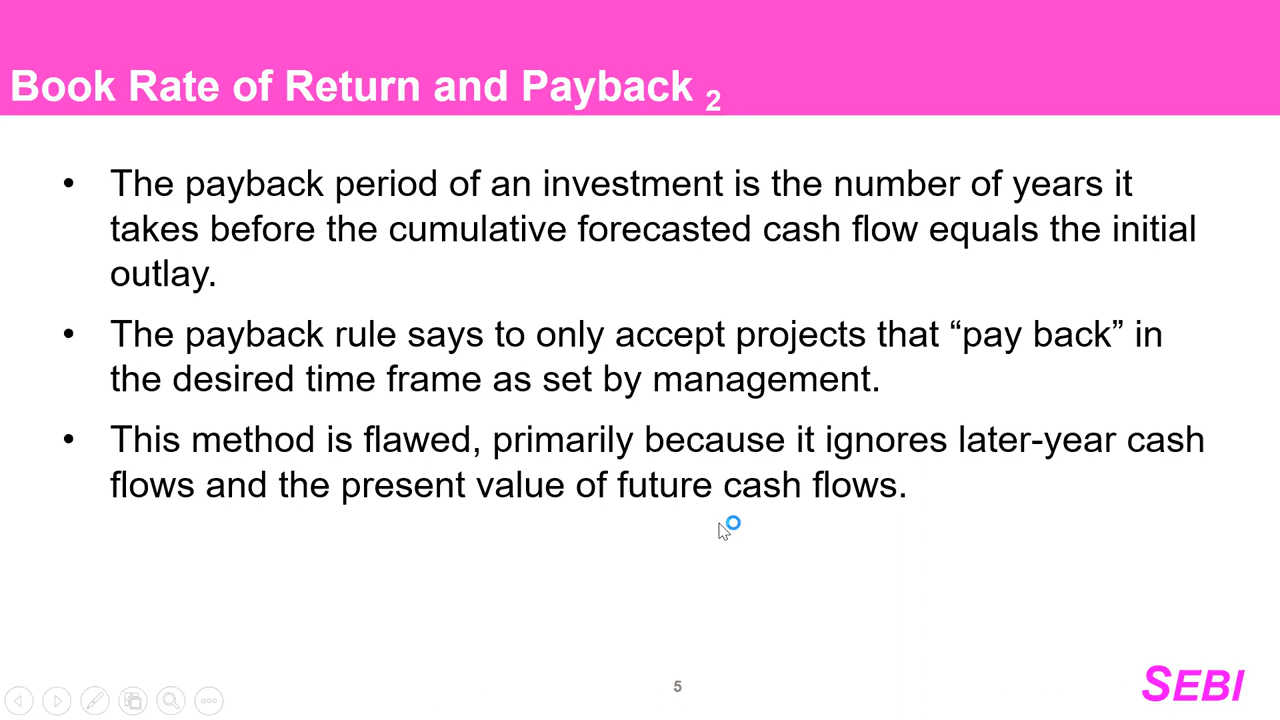 Book Rate of Return and Payback 2
• The payback period of an investment is the number of years it
takes before the cumulative forecasted cash flow equals the initial
outlay.
• The payback rule says to only accept projects that “pay back” in
the desired time frame as set by management.
• This method is flawed, primarily because it ignores later-year cash
flows and the present value of future cash flows.
5
SEBI